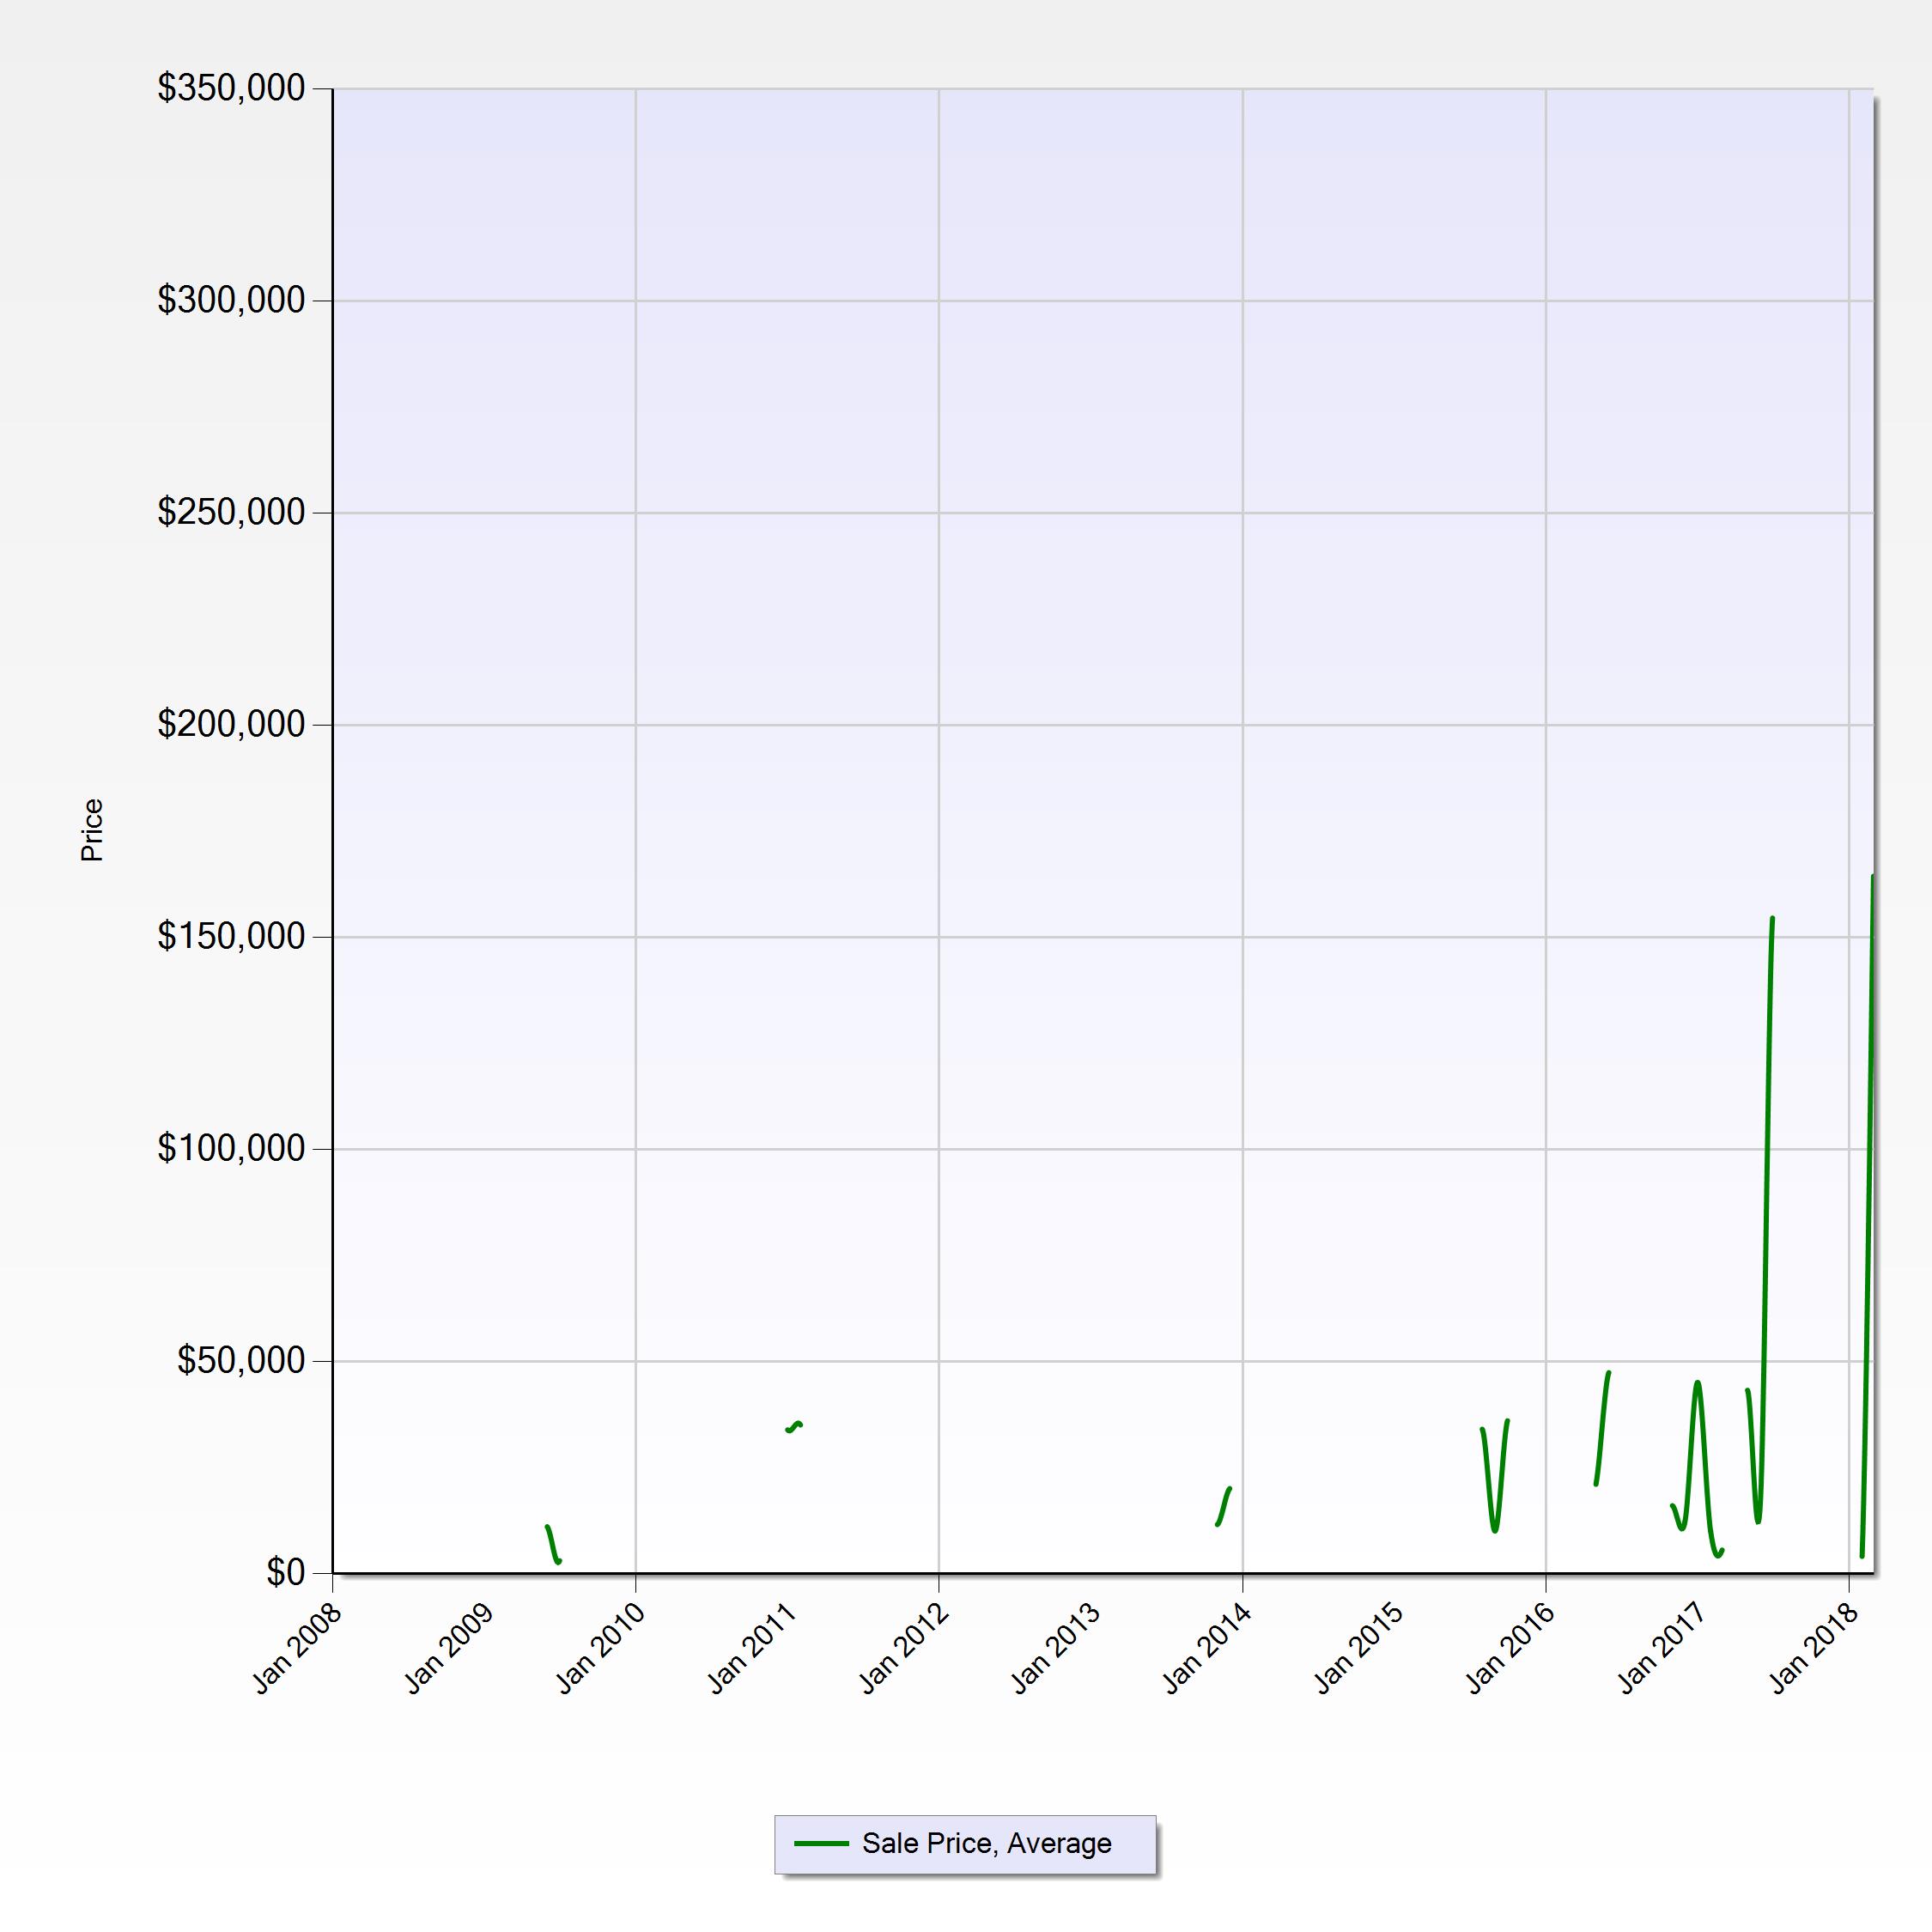 $350,000
$300,000
$250,000
$200,000
$150,000
$100,000
$50,000
$0
Price
Jan 2008
Jan 2009
Jan 2010
Jan 2011
Jan 2012
Jan 2013
Jan 2014
Jan 2015
Jan 2016
Jan 2017
Jan 2018
Sale Price, Average